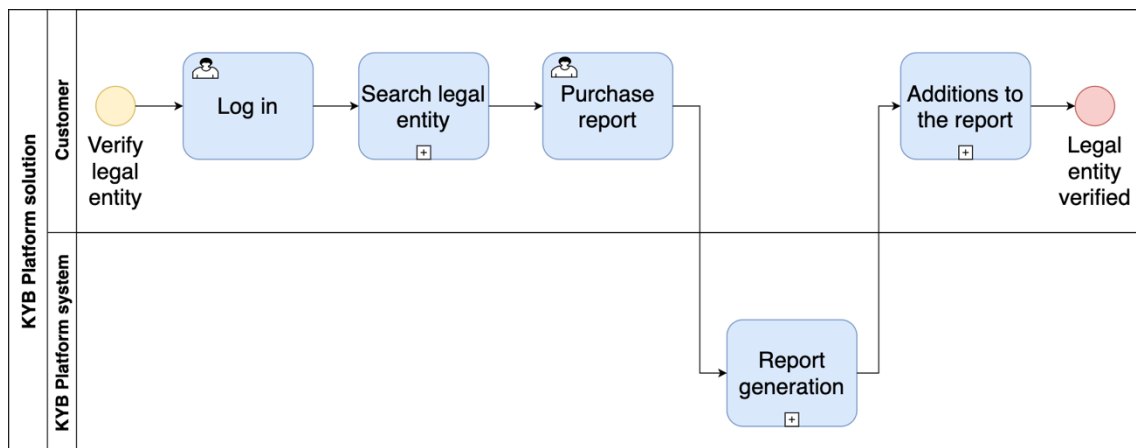 KYB Platform solution
Customer
Verify
legal
entity
Log in
Search legal
entity
Purchase
report
Additions to
the report
Legal
entity
verified
KYB Platform system
Report
generation